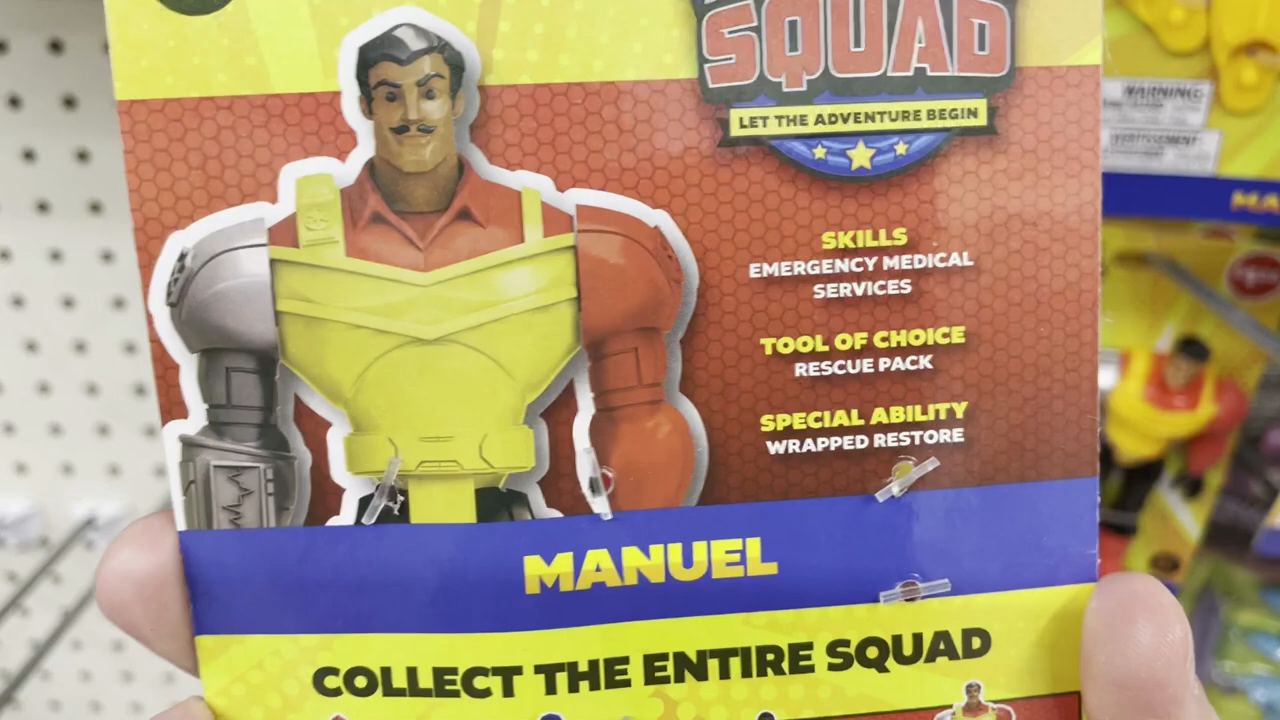 SQUAD
LET THE ADVENTURE BEGIN
SKILLS
EMERGENCY MEDICAL
SERVICES
TOOL OF CHOICE
RESCUE PACK
SPECIAL ABILITY
WRAPPED RESTORE
MANUEL
COLLECT THE ENTIRE SQUAD
WARNING:
MA